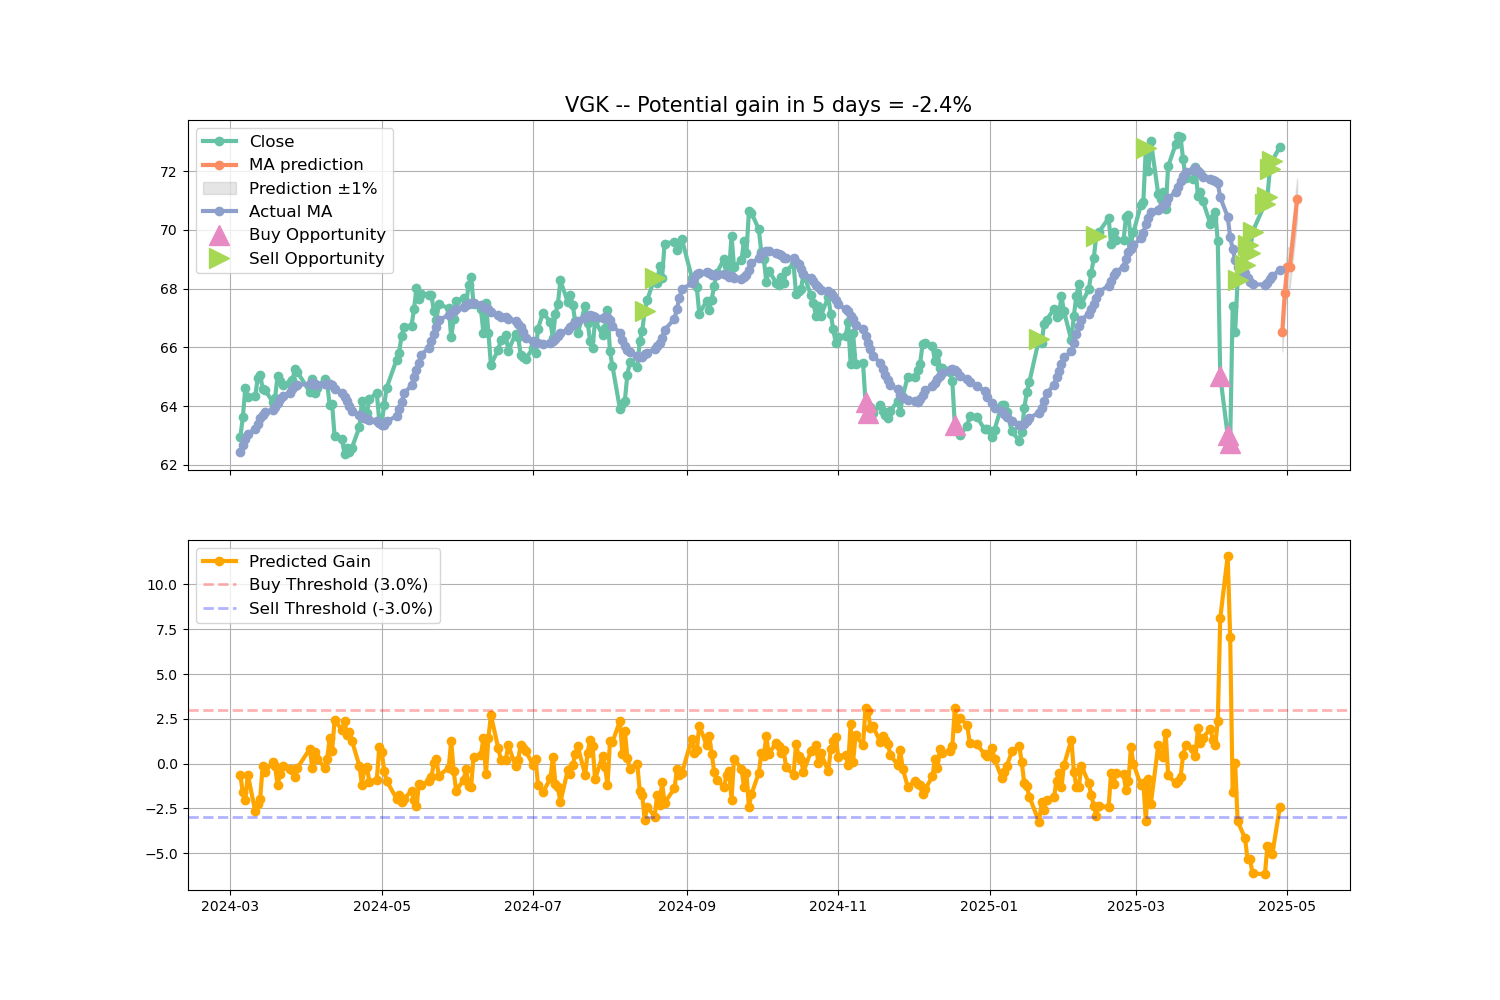 VGK -- Potential gain in 5 days = -2.4%
Close
MA prediction
Prediction ±1%
Actual MA
Buy Opportunity
Sell Opportunity
72
70
68
66
64
62
Predicted Gain
Buy Threshold (3.0%)
Sell Threshold (-3.0%)
10.0
7.5
5.0
2.5
0.0
−2.5
−5.0
2024-03 2024-05 2024-07 2024-09 2024-11 2025-01 2025-03 2025-05